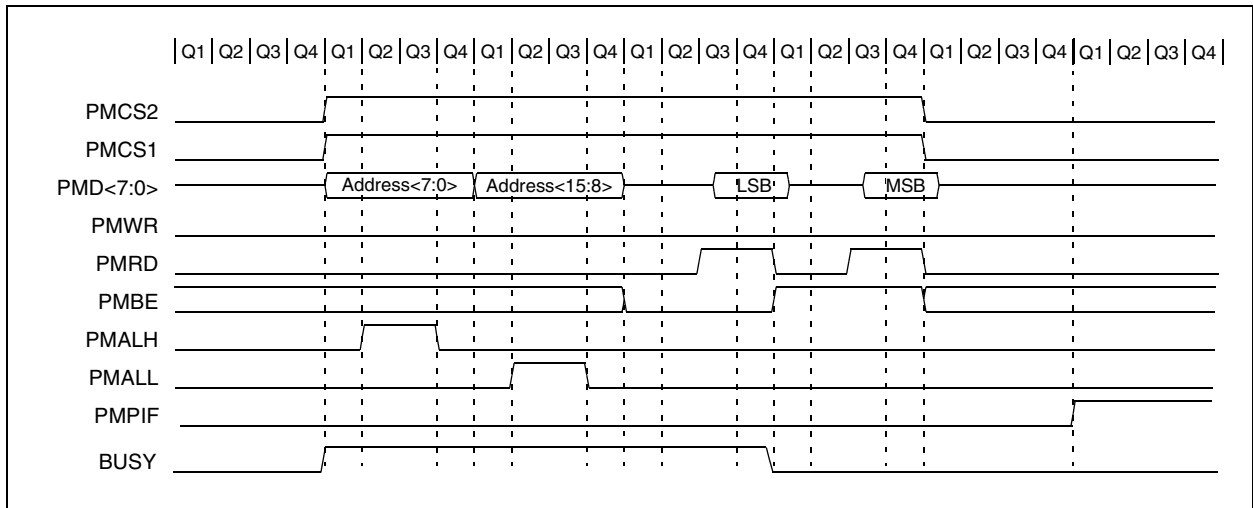 Q1 Q2 Q3 Q4 Q1 Q2 Q3 Q4 Q1 Q2 Q3 Q4 Q1 Q2 Q3 Q4 Q1 Q2 Q3 Q4 Q1 Q2 Q3 Q4 Q1 Q2 Q3 Q4
PMCS2
PMCS1
PMD<7:0> Address<7:0> Address<15:8> LSB MSB
PMWR
PMRD
PMBE
PMALH
PMALL
PMPIF
BUSY